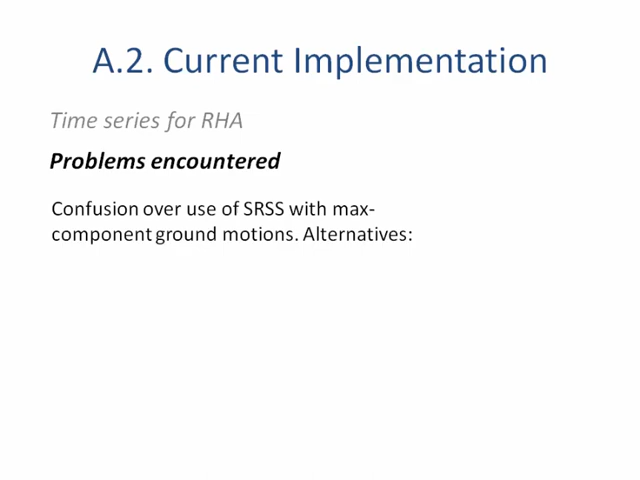 A.2. Current Implementation
Time series for RHA
Problems encountered
Confusion over use of SRSS with max-
component ground motions. Alternatives: